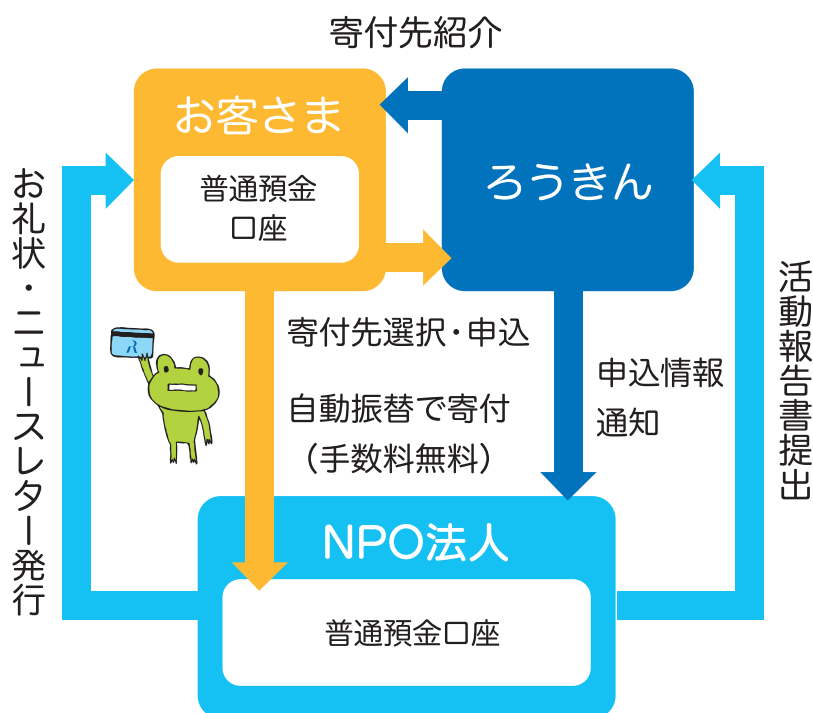 寄付先紹介
お客さま
普通預金
口座
ろうきん
お礼状・ニュースレター発行
寄付先選択・申込
自動振替で寄付
（手数料無料）
申込情報
通知
活動報告書提出
R
NPO法人
普通預金口座